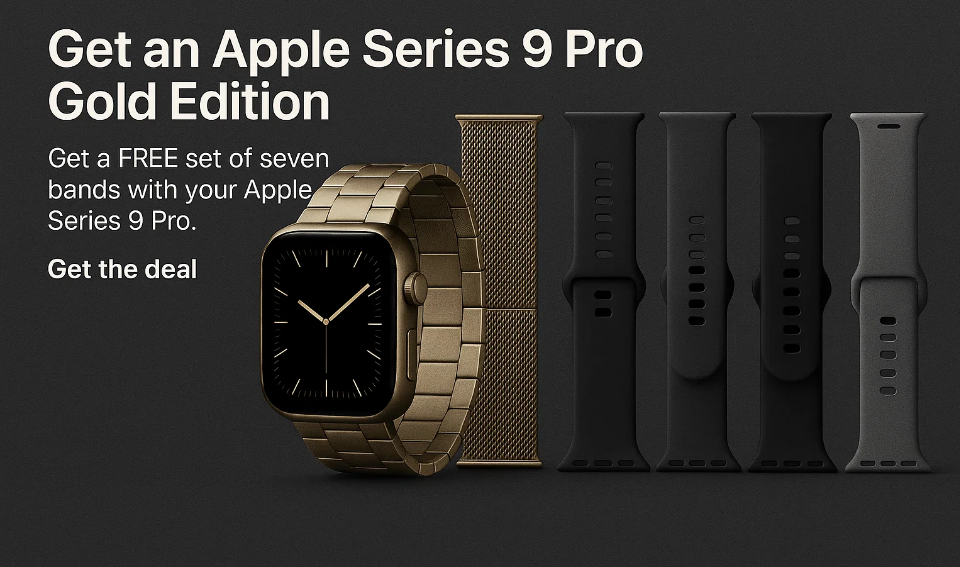 Get an Apple Series 9 Pro
Gold Edition
Get a FREE set of seven
bands with your Apple
Series 9 Pro.
Get the deal